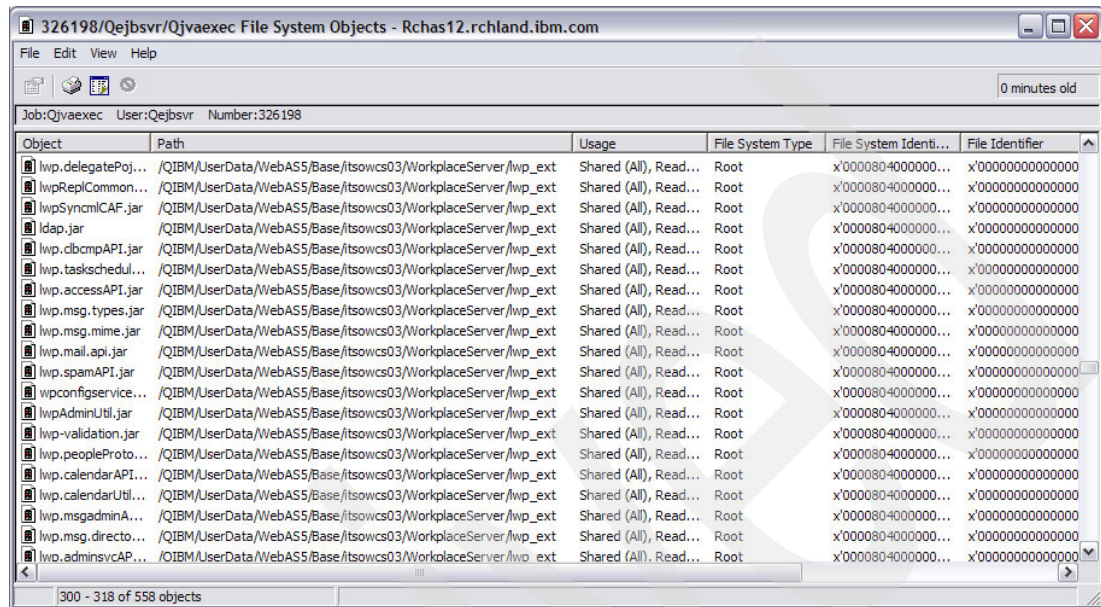 326198/Qejbsvr/Qjvaexec File System Objects - Rchas12.rchland.ibm.com
File Edit View Help
0 minutes old
Job:Qjvaexec User:Qejbsvr Number:326198
Object Path Usage File System Type File System Identi... File Identifier
lwp.delegatePoj... /QIBM/UserData/WebAS5/Base/itsowcs03/WorkplaceServer/lwp_ext Shared (All), Read... Root x'0000804000000... x'00000000000000
lwpReplCommon... /QIBM/UserData/WebAS5/Base/itsowcs03/WorkplaceServer/lwp_ext Shared (All), Read... Root x'0000804000000... x'00000000000000
lwpSyncmlCAF.jar /QIBM/UserData/WebAS5/Base/itsowcs03/WorkplaceServer/lwp_ext Shared (All), Read... Root x'0000804000000... x'00000000000000
ldap.jar /QIBM/UserData/WebAS5/Base/itsowcs03/WorkplaceServer/lwp_ext Shared (All), Read... Root x'0000804000000... x'00000000000000
lwp.dbcmpAPI.jar /QIBM/UserData/WebAS5/Base/itsowcs03/WorkplaceServer/lwp_ext Shared (All), Read... Root x'0000804000000... x'00000000000000
lwp.taskschedul... /QIBM/UserData/WebAS5/Base/itsowcs03/WorkplaceServer/lwp_ext Shared (All), Read... Root x'0000804000000... x'00000000000000
lwp.accessAPI.jar /QIBM/UserData/WebAS5/Base/itsowcs03/WorkplaceServer/lwp_ext Shared (All), Read... Root x'0000804000000... x'00000000000000
lwp.msg.types.jar /QIBM/UserData/WebAS5/Base/itsowcs03/WorkplaceServer/lwp_ext Shared (All), Read... Root x'0000804000000... x'00000000000000
lwp.msg.mime.jar /QIBM/UserData/WebAS5/Base/itsowcs03/WorkplaceServer/lwp_ext Shared (All), Read... Root x'0000804000000... x'00000000000000
lwp.mail.api.jar /QIBM/UserData/WebAS5/Base/itsowcs03/WorkplaceServer/lwp_ext Shared (All), Read... Root x'0000804000000... x'00000000000000
lwp.spamAPI.jar /QIBM/UserData/WebAS5/Base/itsowcs03/WorkplaceServer/lwp_ext Shared (All), Read... Root x'0000804000000... x'00000000000000
wpconfigservice... /QIBM/UserData/WebAS5/Base/itsowcs03/WorkplaceServer/lwp_ext Shared (All), Read... Root x'0000804000000... x'00000000000000
lwpAdminUtil.jar /QIBM/UserData/WebAS5/Base/itsowcs03/WorkplaceServer/lwp_ext Shared (All), Read... Root x'0000804000000... x'00000000000000
lwp-validation.jar /QIBM/UserData/WebAS5/Base/itsowcs03/WorkplaceServer/lwp_ext Shared (All), Read... Root x'0000804000000... x'00000000000000
lwp.peopleProto... /QIBM/UserData/WebAS5/Base/itsowcs03/WorkplaceServer/lwp_ext Shared (All), Read... Root x'0000804000000... x'00000000000000
lwp.calendarAPI... /QIBM/UserData/WebAS5/Base/itsowcs03/WorkplaceServer/lwp_ext Shared (All), Read... Root x'0000804000000... x'00000000000000
lwp.calendarUtil... /QIBM/UserData/WebAS5/Base/itsowcs03/WorkplaceServer/lwp_ext Shared (All), Read... Root x'0000804000000... x'00000000000000
lwp.msgadminA... /QIBM/UserData/WebAS5/Base/itsowcs03/WorkplaceServer/lwp_ext Shared (All), Read... Root x'0000804000000... x'00000000000000
lwp.msg.directo... /QIBM/UserData/WebAS5/Base/itsowcs03/WorkplaceServer/lwp_ext Shared (All), Read... Root x'0000804000000... x'00000000000000
lwp.adminsvcAP... /QIBM/UserData/WebAS5/Base/itsowcs03/WorkplaceServer/lwp_ext Shared (All), Read... Root x'0000804000000... x'00000000000000
300 - 318 of 558 objects